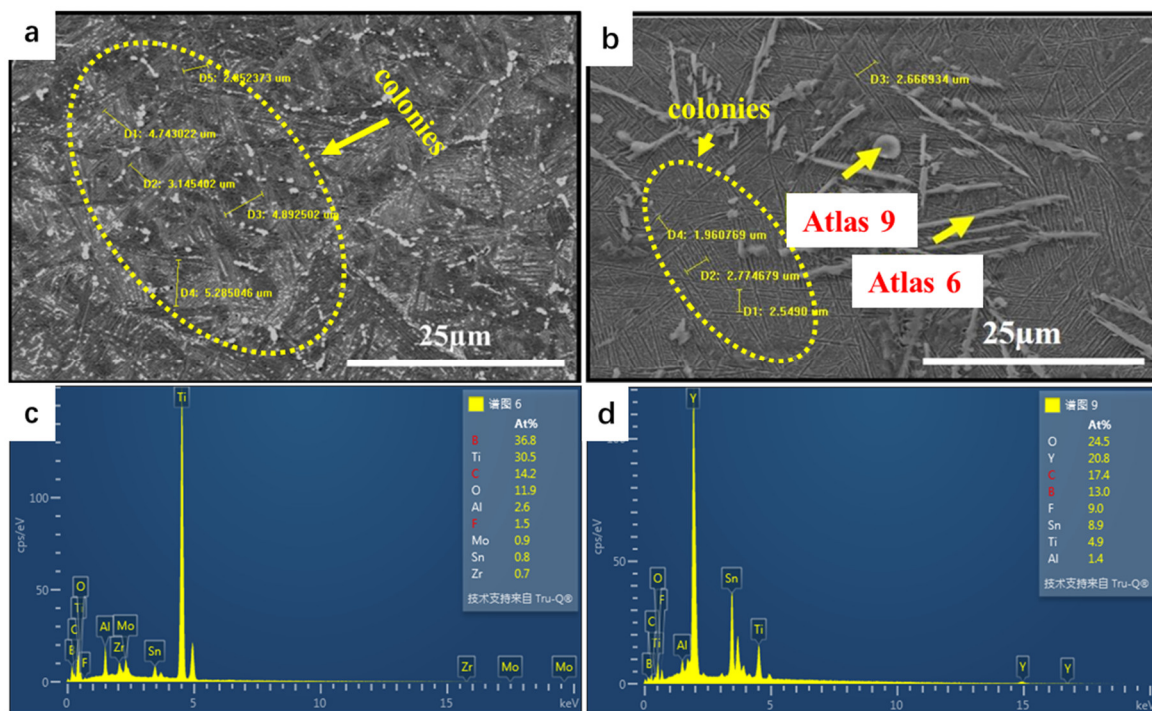 a
D5: 2.852373 um
colonies
D1: 4.743022 um
D2: 3.145402 um
D3: 4.892502 um
D4: 5.285046 um
25μm
b
D3: 2.666934 um
colonies
Atlas 9
D4: 1.960769 um
D2: 2.774679 um
Atlas 6
D1: 2.5490 um
25μm
c
Ti
谱图 6
At%
B 36.8
Ti 30.5
C 14.2
O 11.9
Al 2.6
F 1.5
Mo 0.9
Sn 0.8
Zr 0.7
技术支持来自 Tru-Q®
cps/eV
100
50
0
O
C
B
F
Al
Zr
Mo
Sn
Zr
Mo
Mo
0
5
10
15
keV
d
Y
谱图 9
At%
O 24.5
Y 20.8
C 17.4
B 13.0
F 9.0
Sn 8.9
Ti 4.9
Al 1.4
技术支持来自 Tru-Q®
cps/eV
50
0
O
F
C
Ti
B
Al
Sn
Ti
Y
Y
0
5
10
15
keV